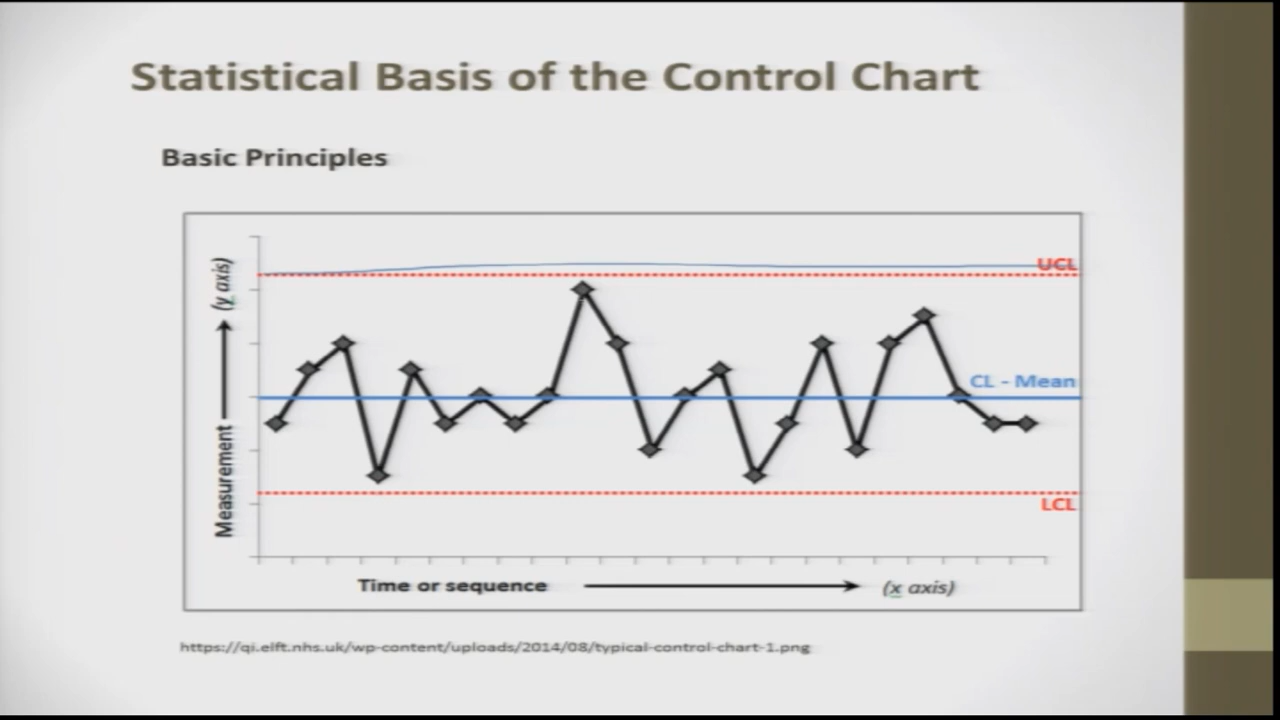 Statistical Basis of the Control Chart
Basic Principles
Measurement (y axis)
UCL
CL - Mean
LCL
Time or sequence (x axis)
https://qi.elft.nhs.uk/wp-content/uploads/2014/08/typical-control-chart-1.png